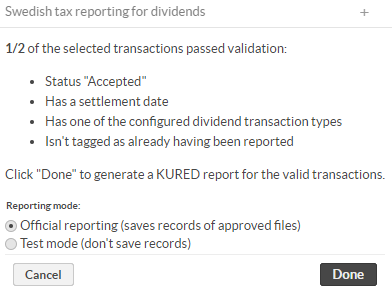 Swedish tax reporting for dividends +
1/2 of the selected transactions passed validation:
• Status "Accepted"
• Has a settlement date
• Has one of the configured dividend transaction types
• Isn't tagged as already having been reported
Click "Done" to generate a KURED report for the valid transactions.
Reporting mode:
Official reporting (saves records of approved files)
Test mode (don't save records)
Cancel Done